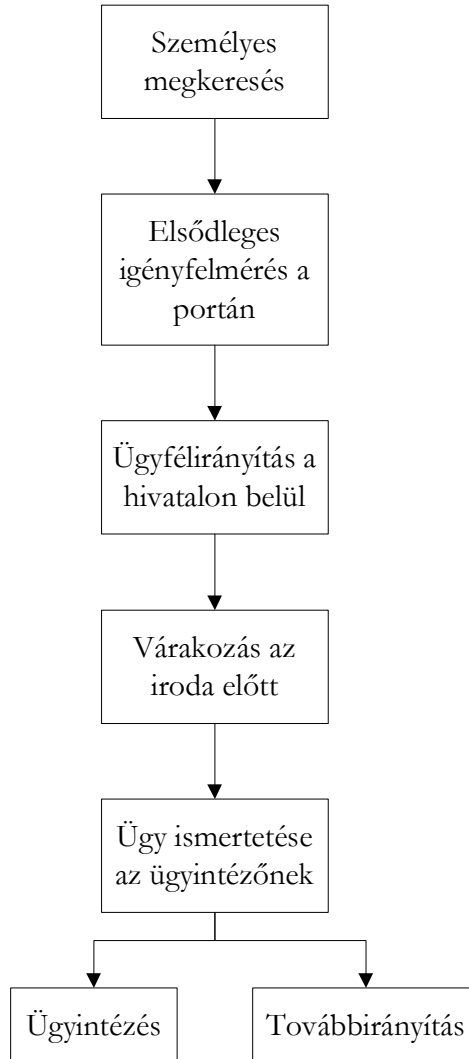 Személyes
megkeresés
Elsődleges
igényfelmérés a
portán
Ügyfélirányítás a
hivatalon belül
Várakozás az
iroda előtt
Ügy ismertetése
az ügyintézőnek
Ügyintézés
Továbbirányítás